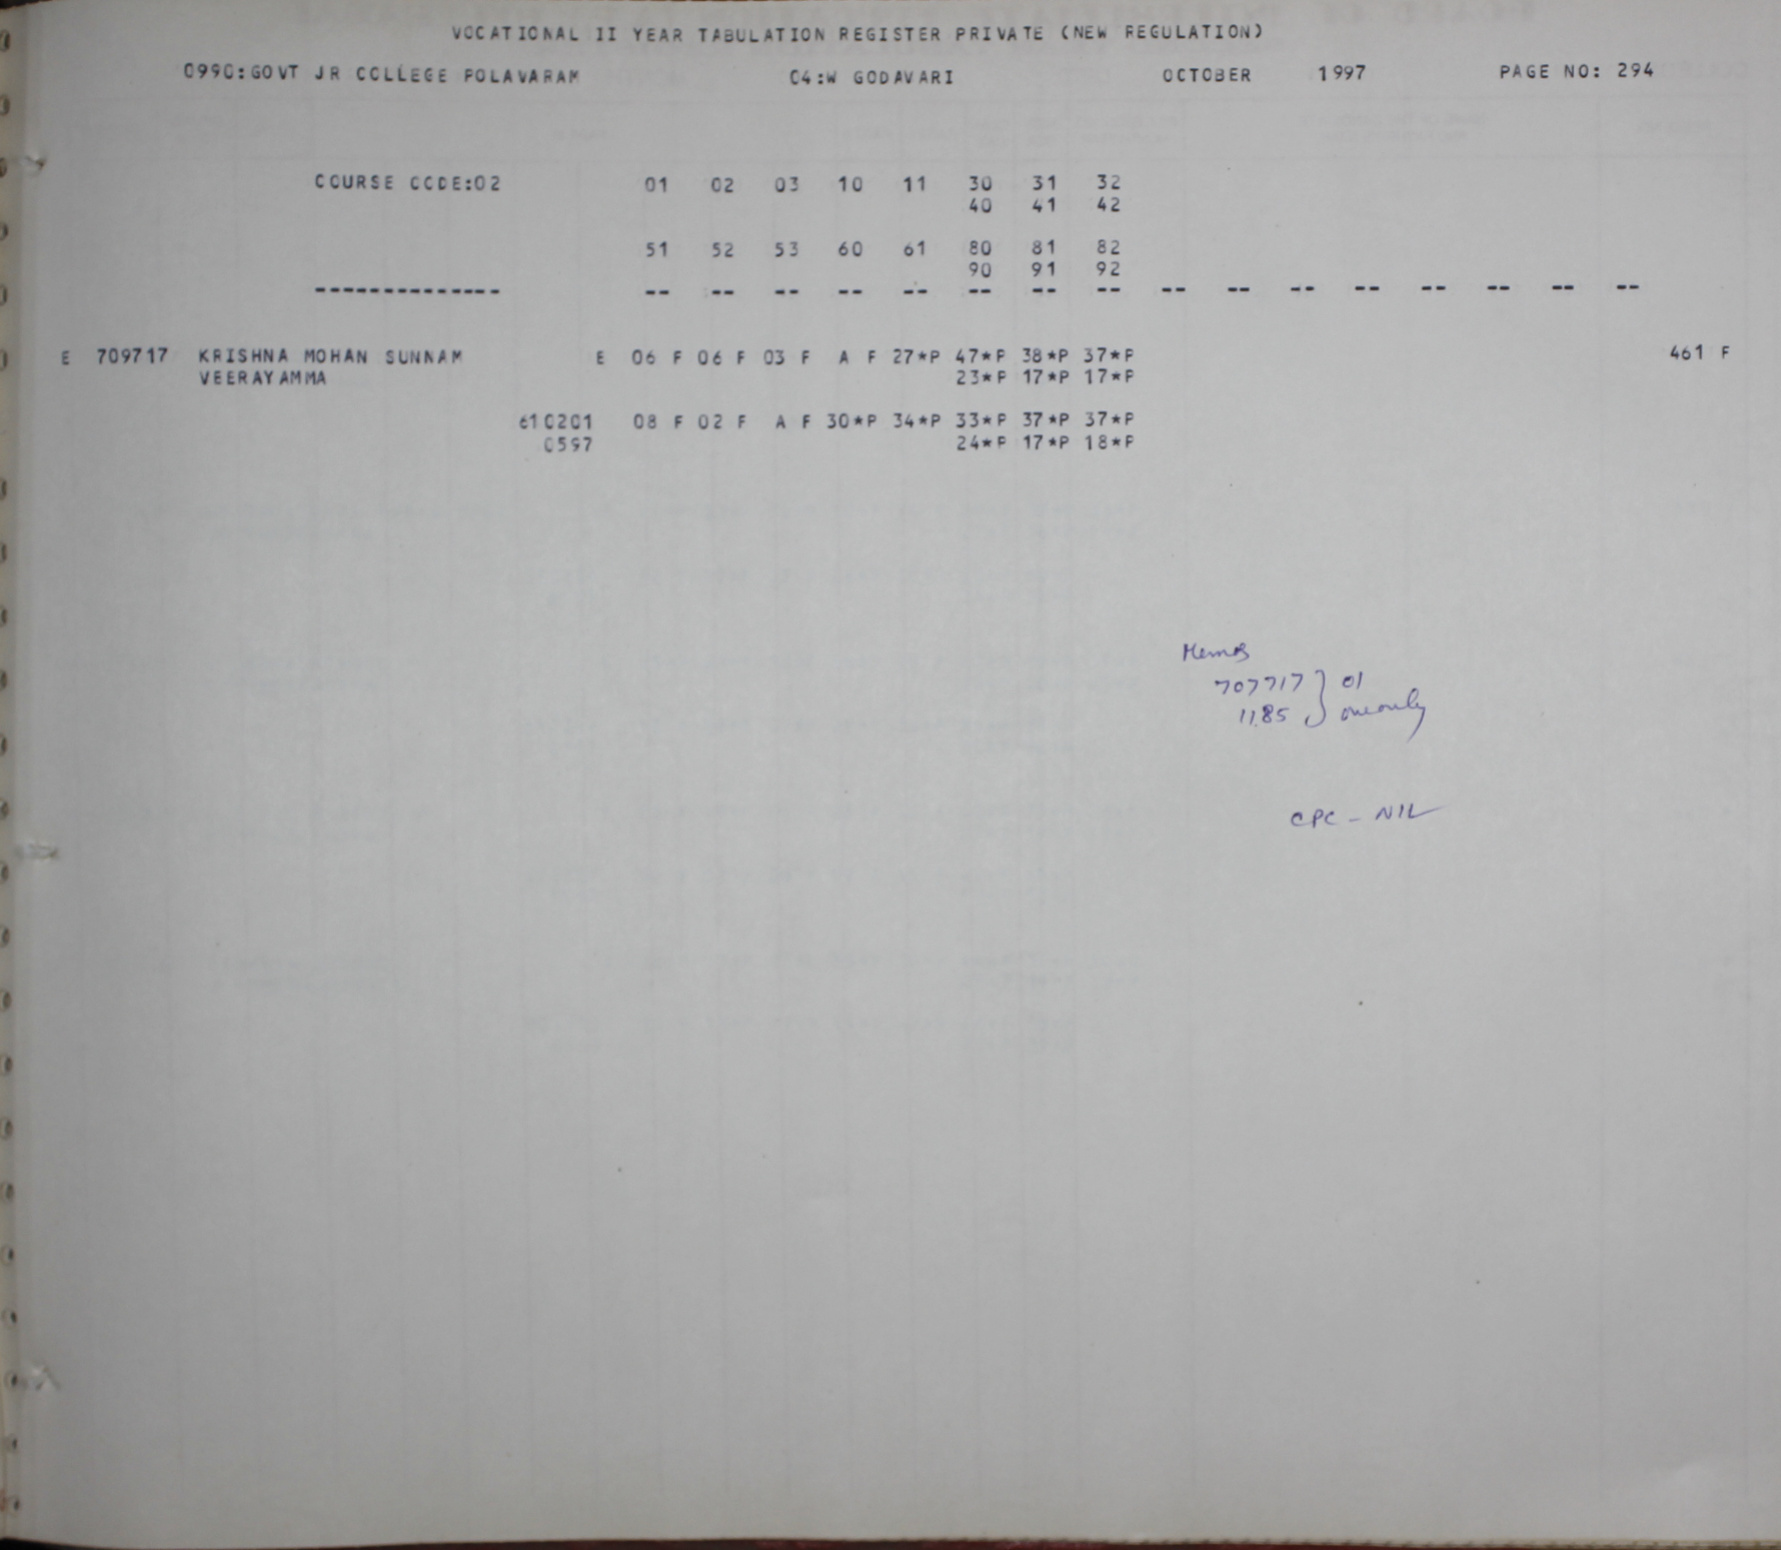 VOCATIONAL II YEAR TABULATION REGISTER PRIVATE (NEW REGULATION)
0990:GOVT JR COLLEGE POLAVARAM 04:W GODAVARI OCTOBER 1997 PAGE NO: 294
COURSE CODE:02 01 02 03 10 11 30 31 32
40 41 42
51 52 53 60 61 80 81 82
90 91 92
-------------- -- -- -- -- -- -- -- -- -- -- -- -- -- -- -- --
E 709717 KRISHNA MOHAN SUNNAM E 06 F 06 F 03 F A F 27*P 47*P 38*P 37*P 461 F
VEERAYAMMA 23*P 17*P 17*P
610201 08 F 02 F A F 30*P 34*P 33*P 37*P 37*P
0597 24*P 17*P 18*P
Memos
707717 } 01
1185 } one only
CPC - NIL